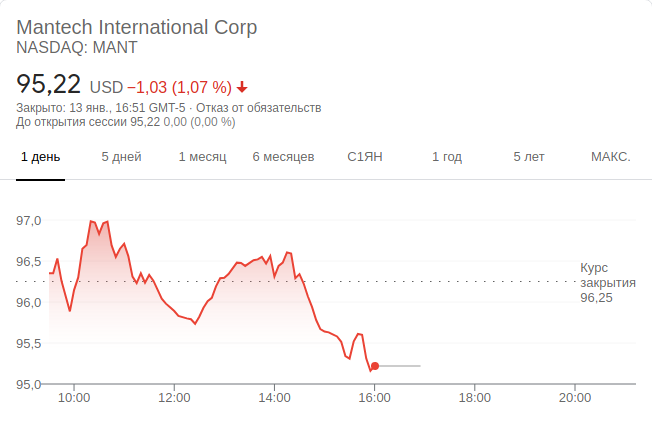 Mantech International Corp
NASDAQ: MANT
95,22 USD −1,03 (1,07 %)
Закрыто: 13 янв., 16:51 GMT-5 · Отказ от обязательств
До открытия сессии 95,22 0,00 (0,00 %)
1 день 5 дней 1 месяц 6 месяцев С1ЯН 1 год 5 лет МАКС.
97,0
96,5
Курс
закрытия
96,25
96,0
95,5
95,0
10:00 12:00 14:00 16:00 18:00 20:00